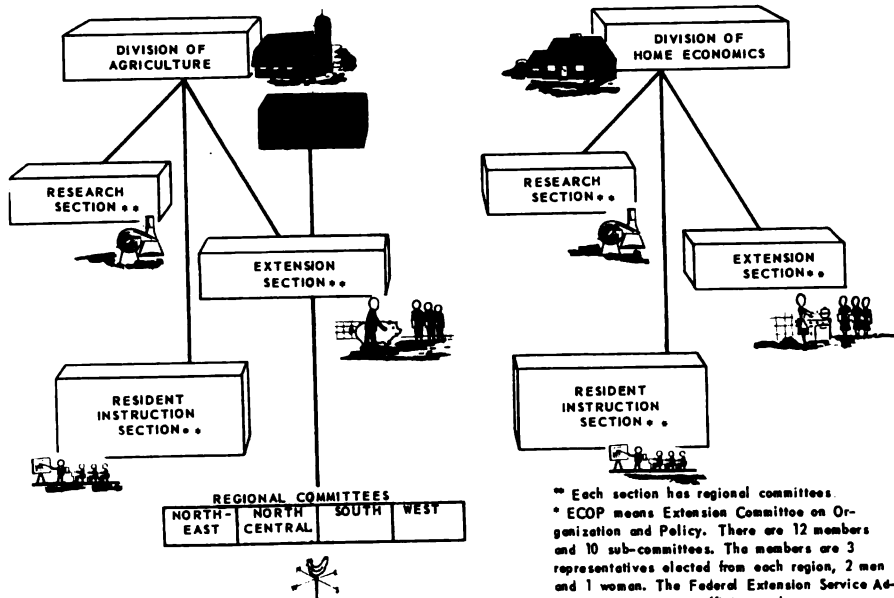 DIVISION OF
AGRICULTURE
DIVISION OF
HOME ECONOMICS
RESEARCH
SECTION**
RESEARCH
SECTION**
EXTENSION
SECTION**
EXTENSION
SECTION**
RESIDENT
INSTRUCTION
SECTION**
RESIDENT
INSTRUCTION
SECTION**
REGIONAL COMMITTEES
NORTH-
EAST
NORTH
CENTRAL
SOUTH
WEST
** Each section has regional committees.
* ECOP means Extension Committee on Or-
ganization and Policy. There are 12 members
and 10 sub-committees. The members are 3
representatives elected from each region, 2 men
and 1 woman. The Federal Extension Service Ad-